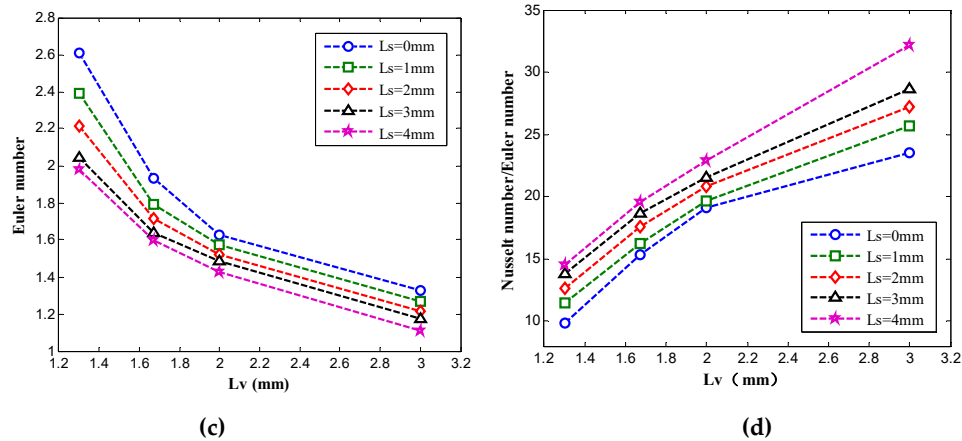 2.8
2.6
2.4
2.2
2
1.8
1.6
1.4
1.2
1
Euler number
Ls=0mm
Ls=1mm
Ls=2mm
Ls=3mm
Ls=4mm
1.2 1.4 1.6 1.8 2 2.2 2.4 2.6 2.8 3 3.2
Lv (mm)
(c)
35
30
25
20
15
10
Nusselt number/Euler number
Ls=0mm
Ls=1mm
Ls=2mm
Ls=3mm
Ls=4mm
1.2 1.4 1.6 1.8 2 2.2 2.4 2.6 2.8 3 3.2
Lv（mm）
(d)